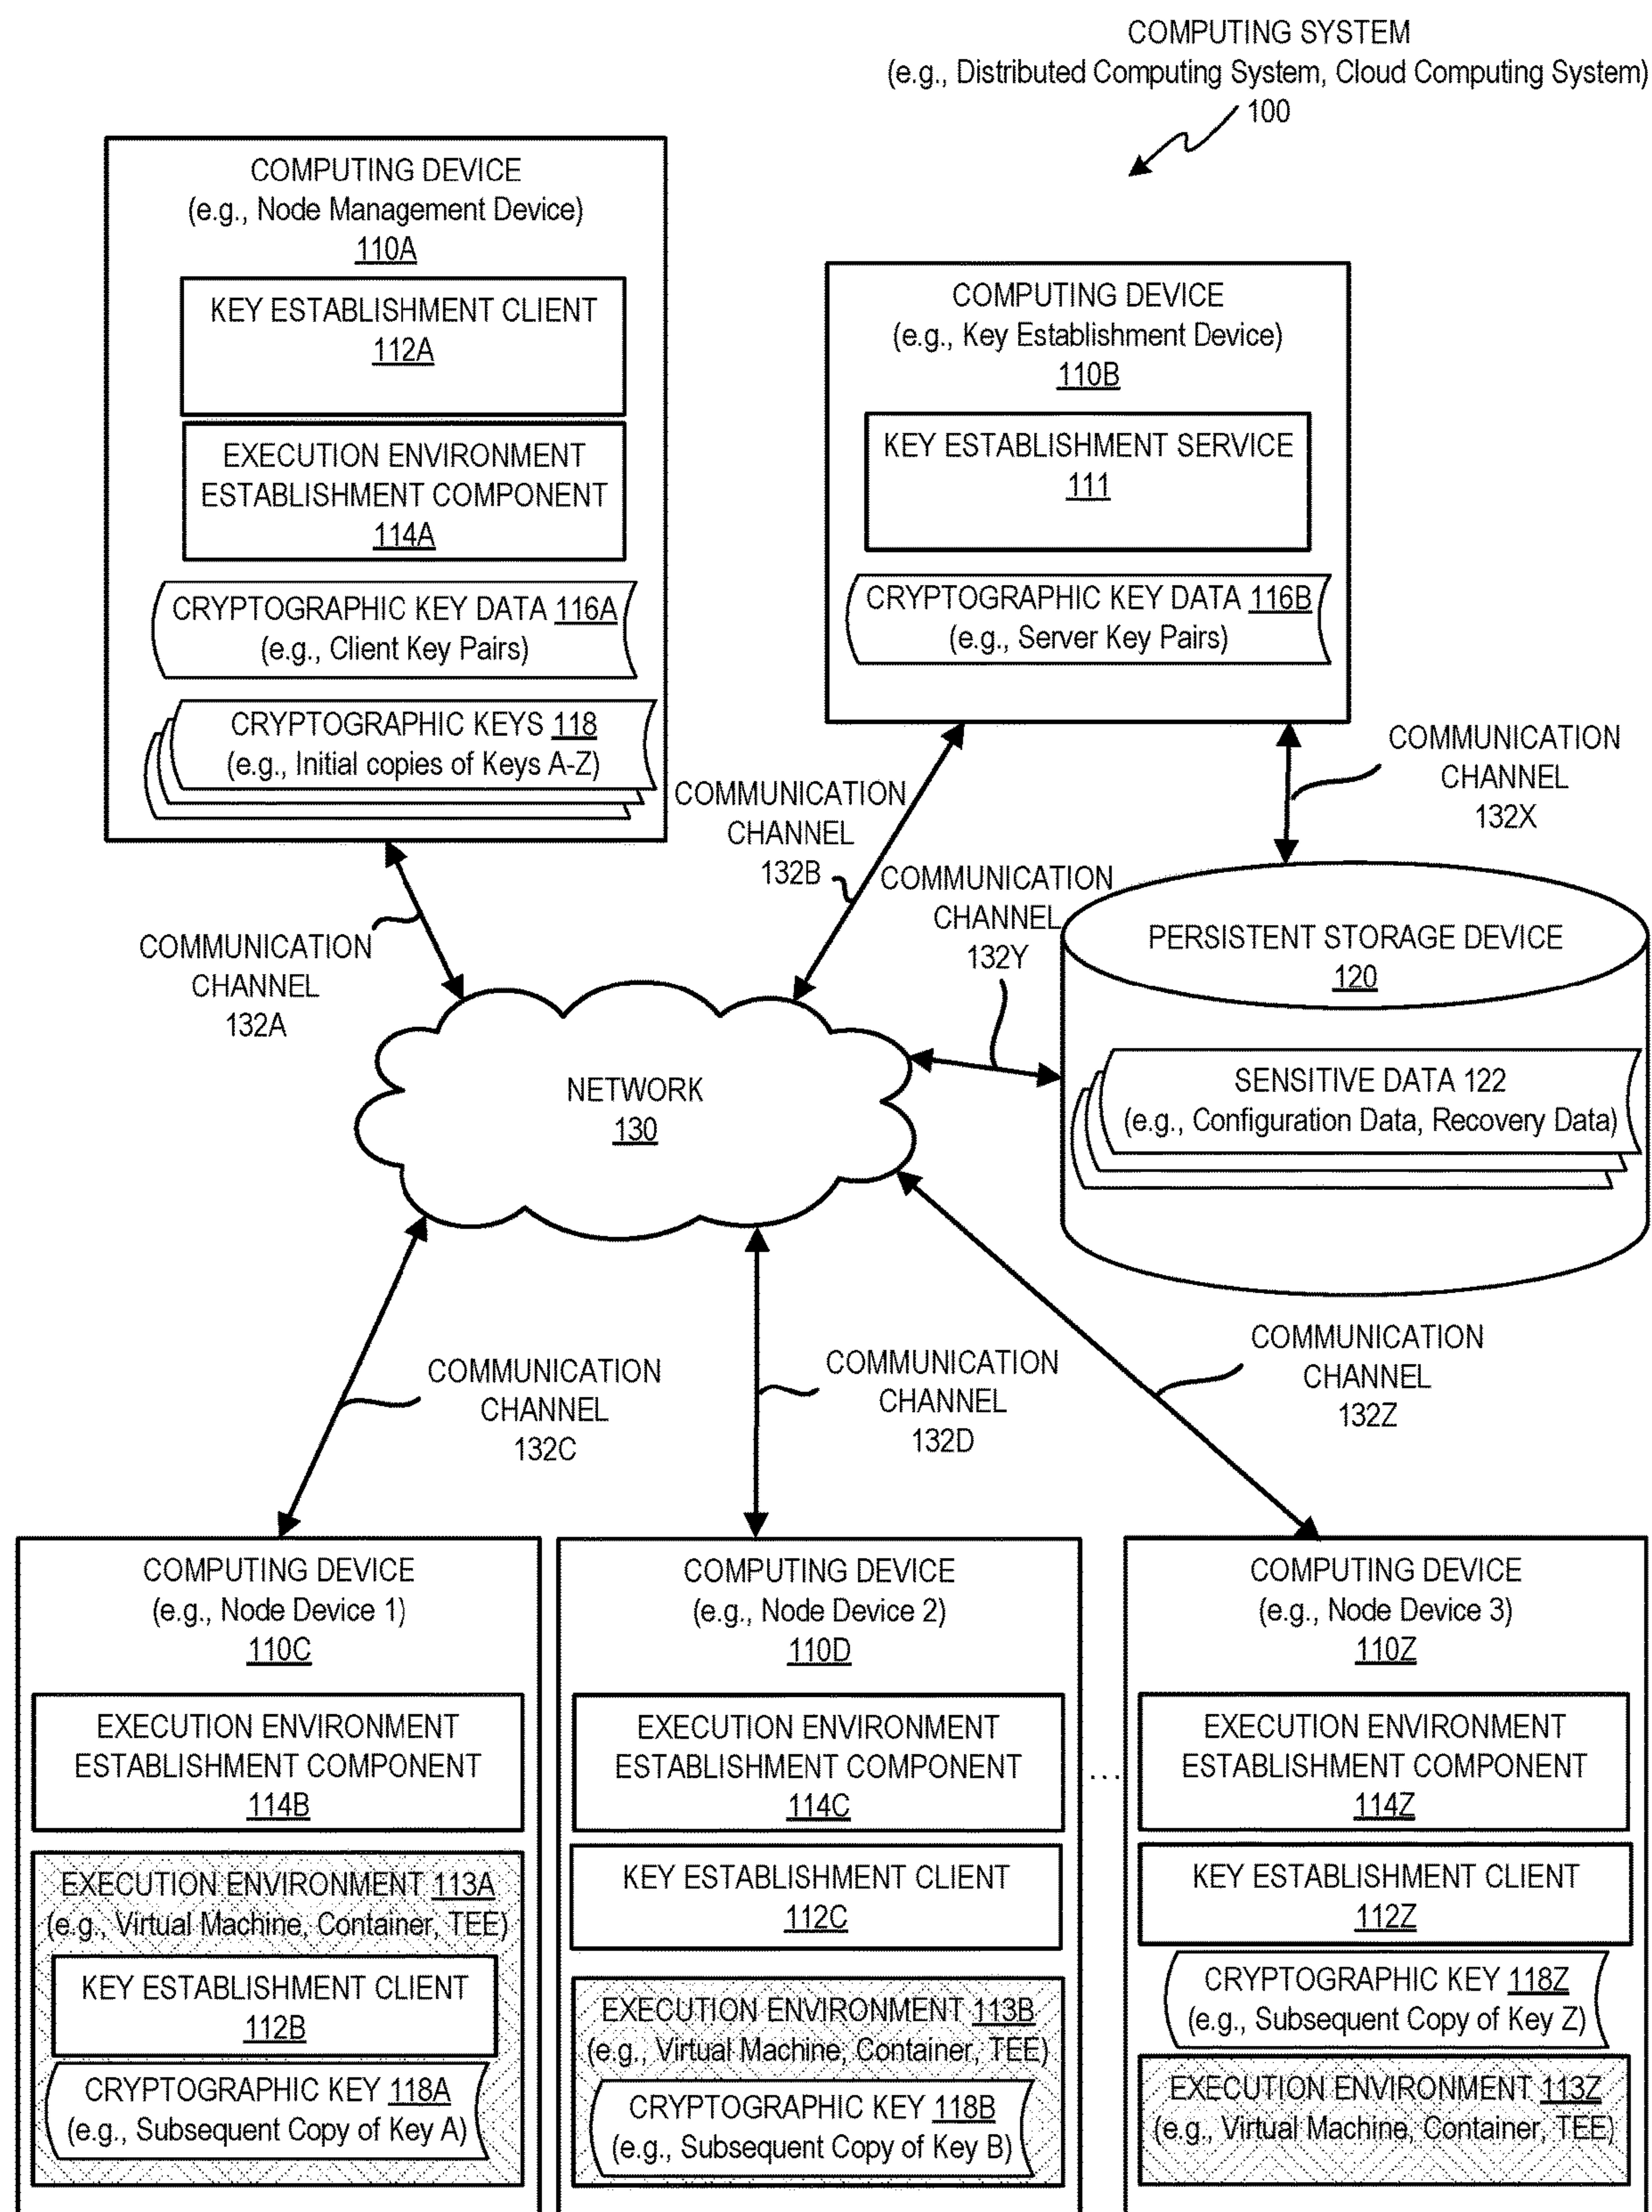 COMPUTING SYSTEM
(e.g., Distributed Computing System, Cloud Computing System)
100
COMPUTING DEVICE
(e.g., Node Management Device)
110A
KEY ESTABLISHMENT CLIENT
112A
EXECUTION ENVIRONMENT
ESTABLISHMENT COMPONENT
114A
CRYPTOGRAPHIC KEY DATA 116A
(e.g., Client Key Pairs)
CRYPTOGRAPHIC KEYS 118
(e.g., Initial copies of Keys A-Z)
COMPUTING DEVICE
(e.g., Key Establishment Device)
110B
KEY ESTABLISHMENT SERVICE
111
CRYPTOGRAPHIC KEY DATA 116B
(e.g., Server Key Pairs)
COMMUNICATION
CHANNEL
132A
COMMUNICATION
CHANNEL
132B
COMMUNICATION
CHANNEL
132Y
COMMUNICATION
CHANNEL
132X
PERSISTENT STORAGE DEVICE
120
SENSITIVE DATA 122
(e.g., Configuration Data, Recovery Data)
NETWORK
130
COMMUNICATION
CHANNEL
132C
COMMUNICATION
CHANNEL
132D
COMMUNICATION
CHANNEL
132Z
COMPUTING DEVICE
(e.g., Node Device 1)
110C
EXECUTION ENVIRONMENT
ESTABLISHMENT COMPONENT
114B
EXECUTION ENVIRONMENT 113A
(e.g., Virtual Machine, Container, TEE)
KEY ESTABLISHMENT CLIENT
112B
CRYPTOGRAPHIC KEY 118A
(e.g., Subsequent Copy of Key A)
COMPUTING DEVICE
(e.g., Node Device 2)
110D
EXECUTION ENVIRONMENT
ESTABLISHMENT COMPONENT
114C
KEY ESTABLISHMENT CLIENT
112C
EXECUTION ENVIRONMENT 113B
(e.g., Virtual Machine, Container, TEE)
CRYPTOGRAPHIC KEY 118B
(e.g., Subsequent Copy of Key B)
...
COMPUTING DEVICE
(e.g., Node Device 3)
110Z
EXECUTION ENVIRONMENT
ESTABLISHMENT COMPONENT
114Z
KEY ESTABLISHMENT CLIENT
112Z
CRYPTOGRAPHIC KEY 118Z
(e.g., Subsequent Copy of Key Z)
EXECUTION ENVIRONMENT 113Z
(e.g., Virtual Machine, Container, TEE)